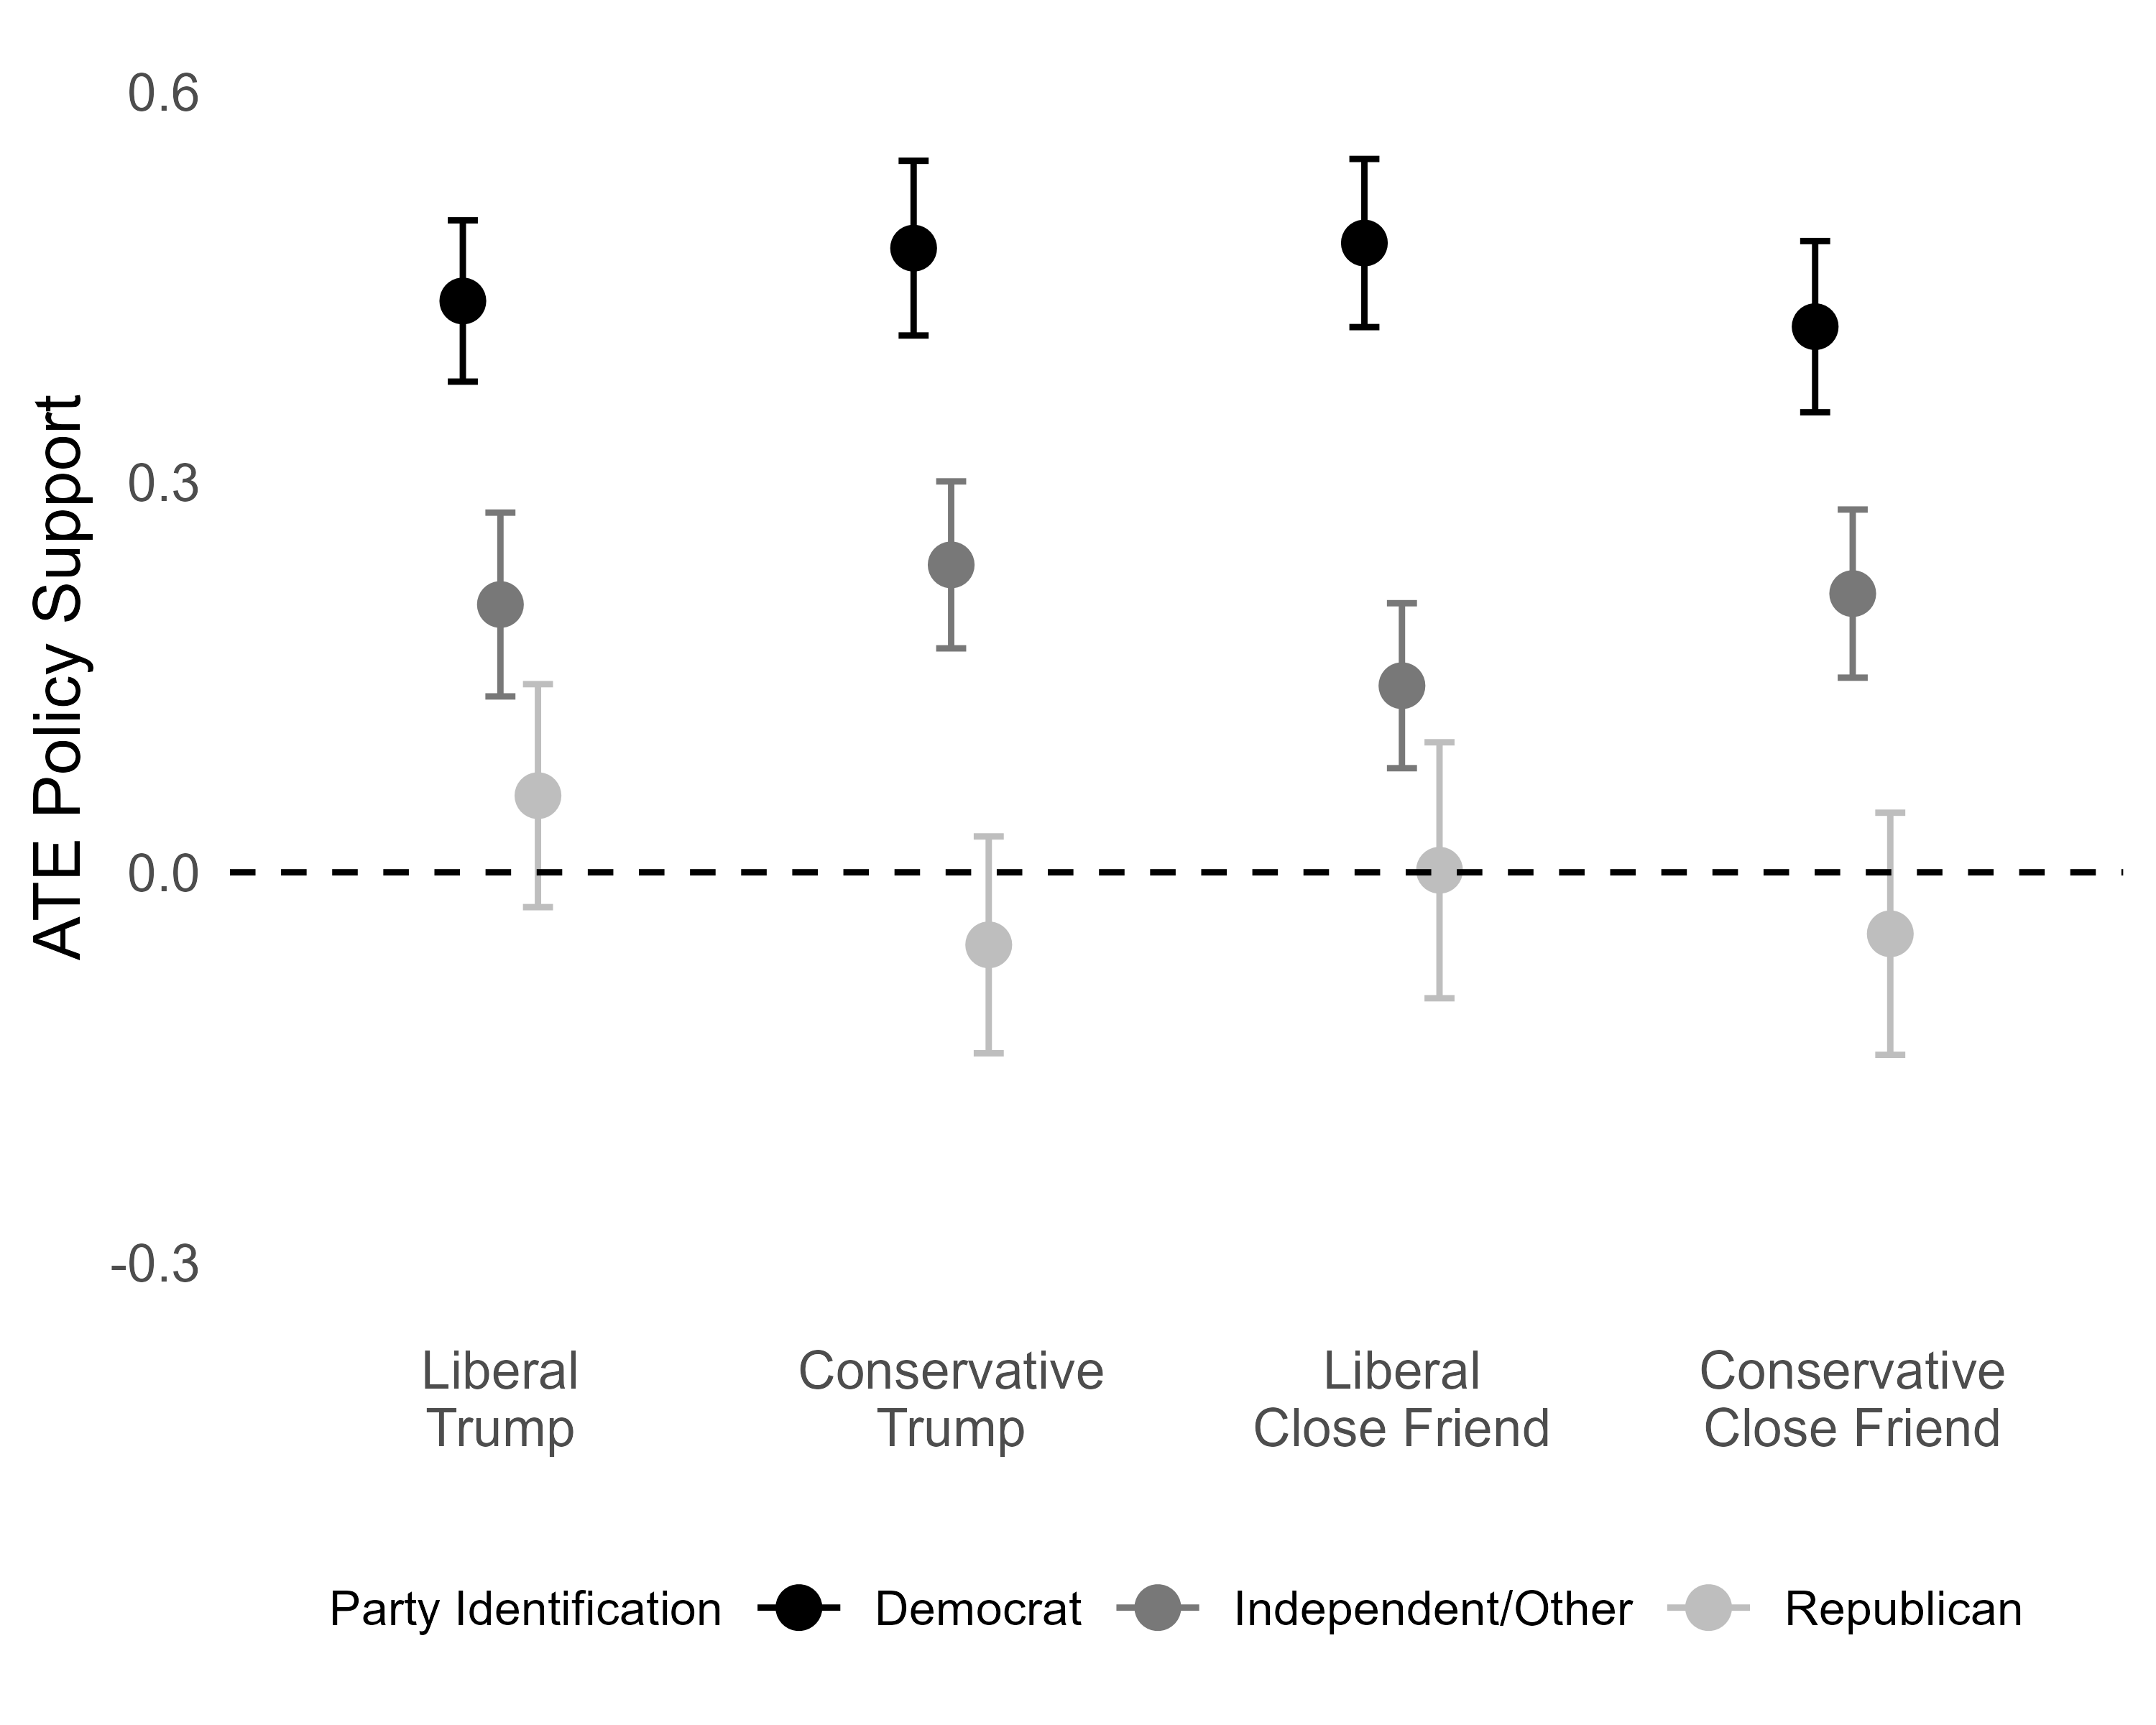 ATE Policy Support
0.6
0.3
0.0
-0.3
Liberal
Trump
Conservative
Trump
Liberal
Close Friend
Conservative
Close Friend
Party Identification
Democrat
Independent/Other
Republican